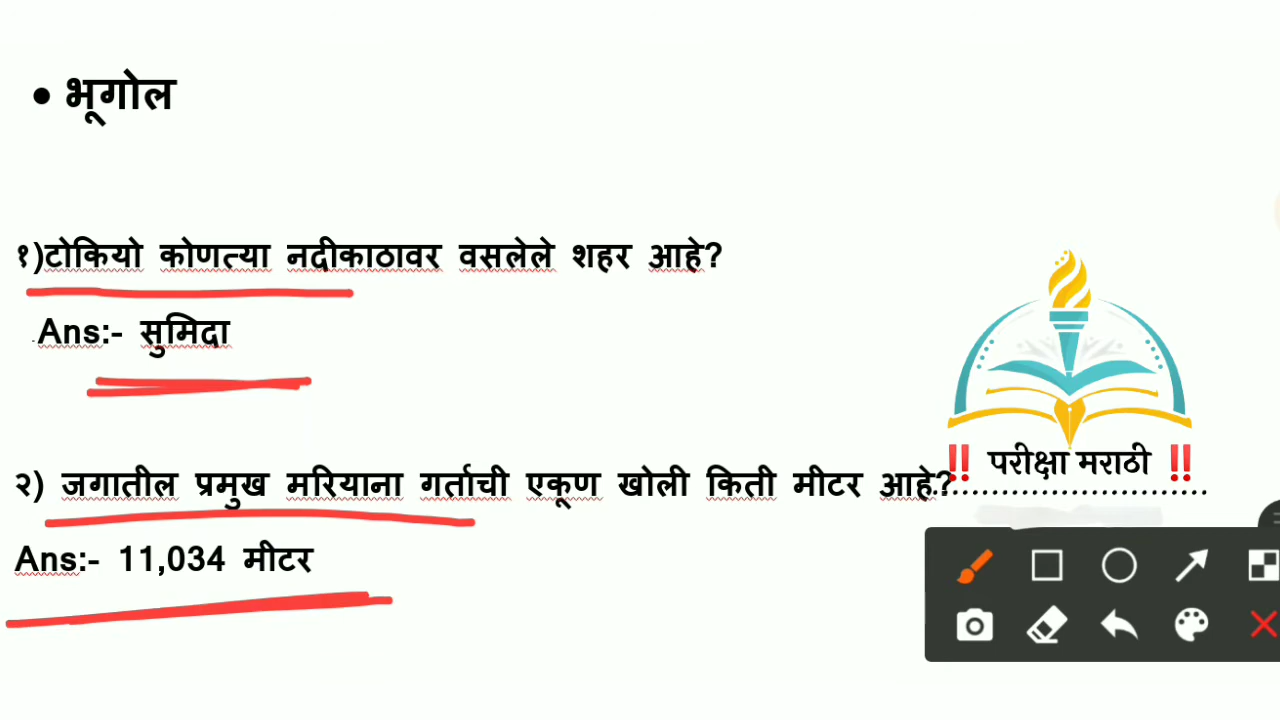 • भूगोल
१)टोकियो कोणत्या नदीकाठावर वसलेले शहर आहे?
Ans:- सुमिदा
२) जगातील प्रमुख मरियाना गर्ताची एकूण खोली किती मीटर आहे?
‼ परीक्षा मराठी ‼
Ans:- 11,034 मीटर